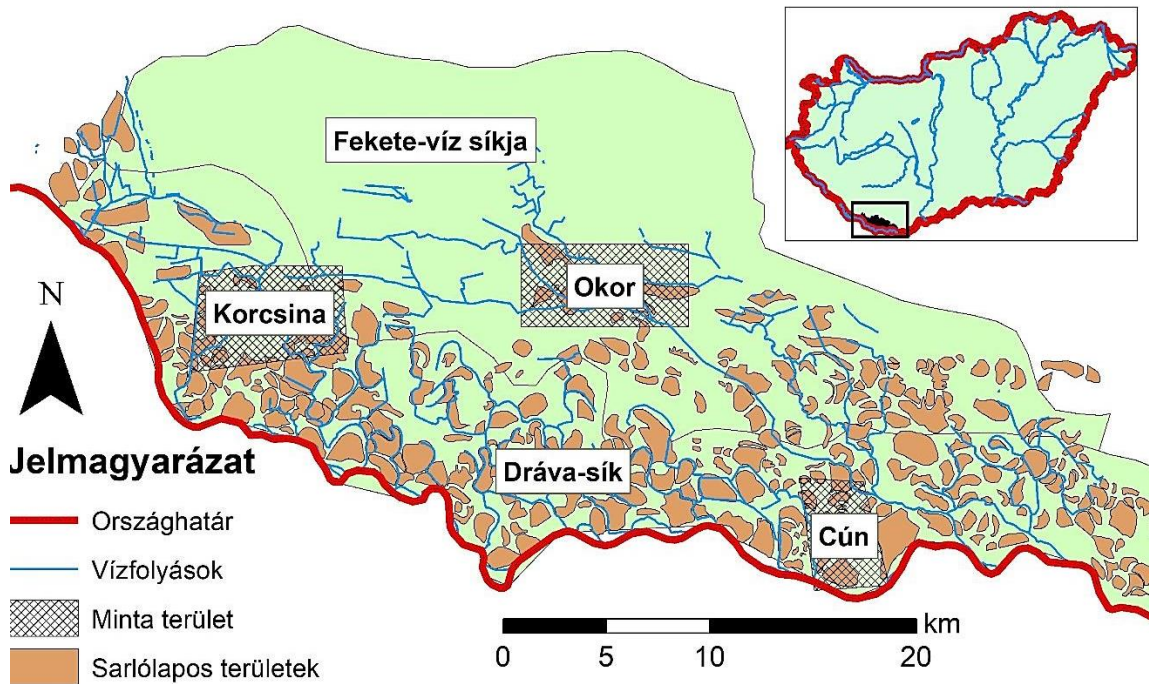 Fekete-víz síkja
Okor
Korcsina
N
Dráva-sík
Cún
Jelmagyarázat
Országhatár
Vízfolyások
Minta terület
Sarlólapos területek
km
0 5 10 20